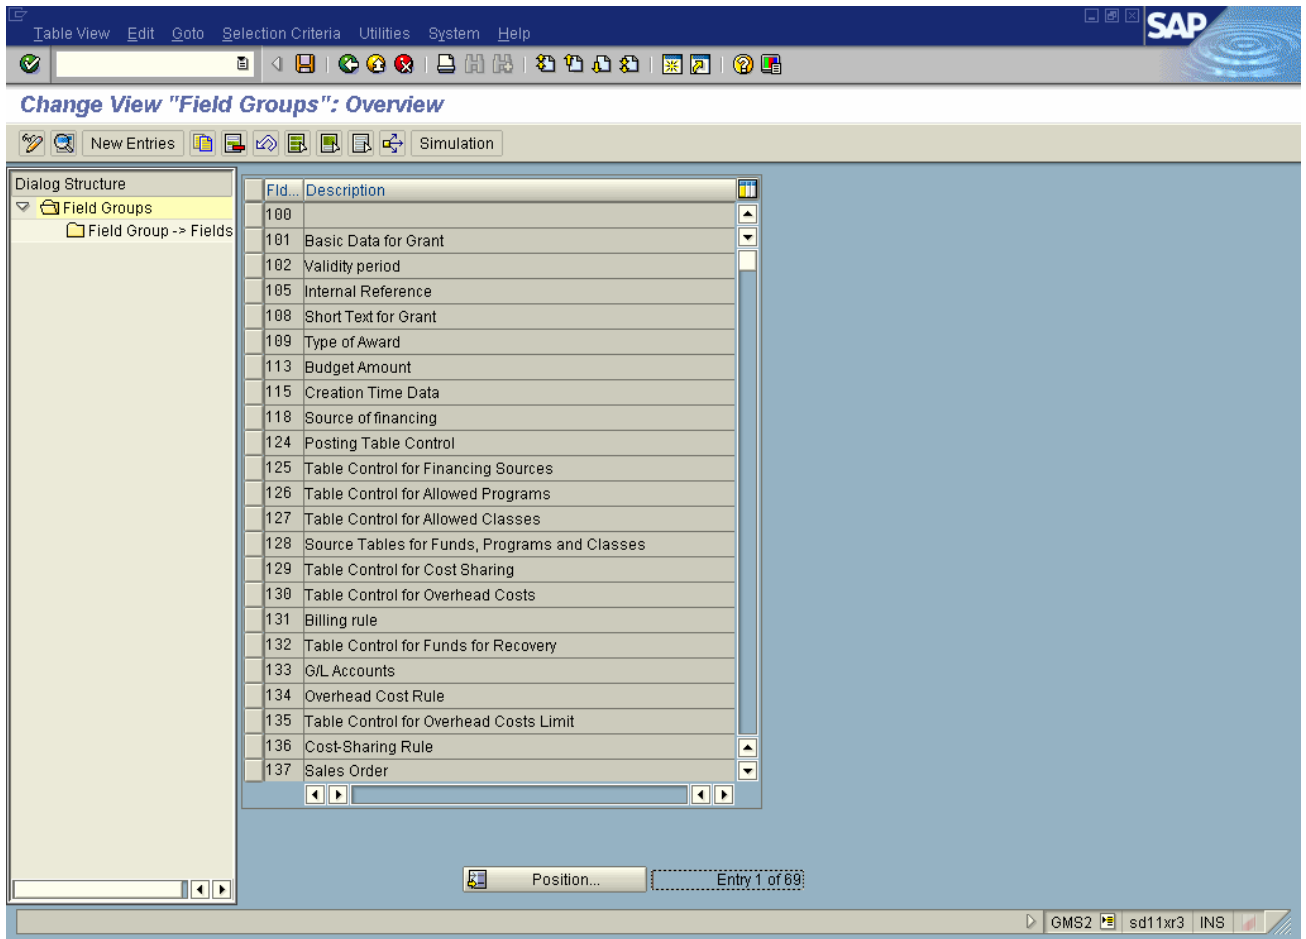 Table View Edit Goto Selection Criteria Utilities System Help
SAP
Change View "Field Groups": Overview
New Entries Simulation
Dialog Structure
Field Groups
Field Group -> Fields
Fld... Description
100
101 Basic Data for Grant
102 Validity period
105 Internal Reference
108 Short Text for Grant
109 Type of Award
113 Budget Amount
115 Creation Time Data
118 Source of financing
124 Posting Table Control
125 Table Control for Financing Sources
126 Table Control for Allowed Programs
127 Table Control for Allowed Classes
128 Source Tables for Funds, Programs and Classes
129 Table Control for Cost Sharing
130 Table Control for Overhead Costs
131 Billing rule
132 Table Control for Funds for Recovery
133 G/L Accounts
134 Overhead Cost Rule
135 Table Control for Overhead Costs Limit
136 Cost-Sharing Rule
137 Sales Order
Position... Entry 1 of 69
GMS2 sd11xr3 INS